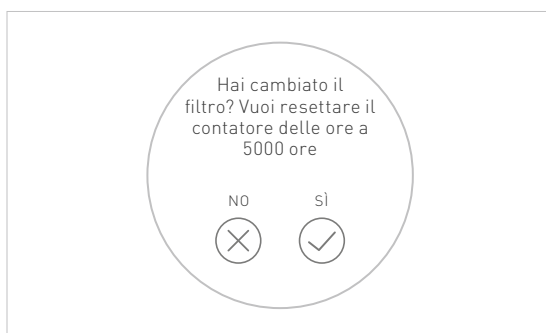 Hai cambiato il
filtro? Vuoi resettare il
contatore delle ore a
5000 ore
NO SÌ